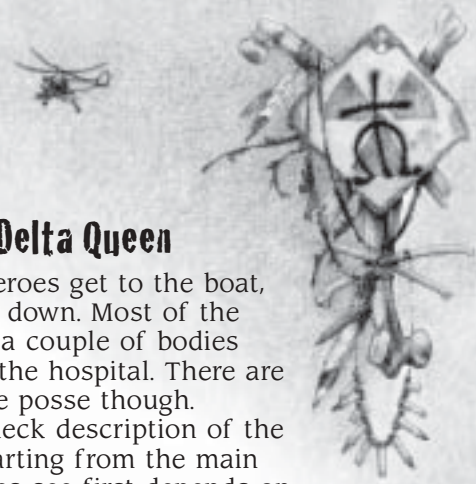 Delta Queen
eroes get to the boat,
down. Most of the
a couple of bodies
the hospital. There are
e posse though.
eck description of the
arting from the main